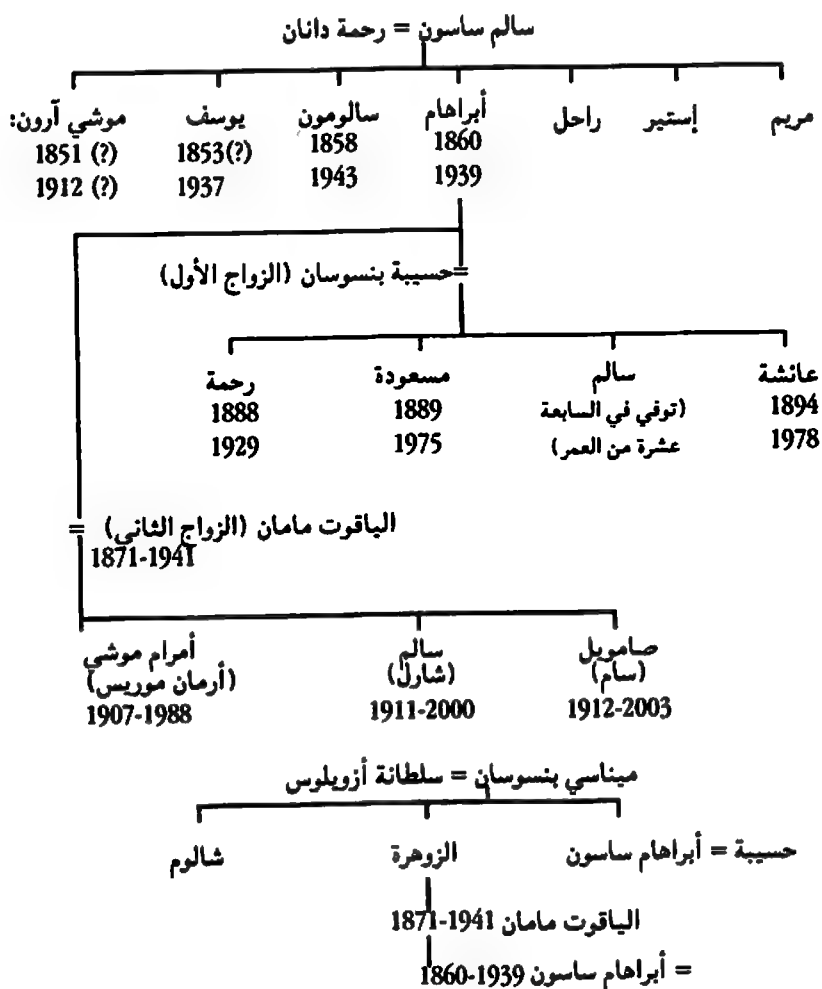 سالم ساسون = رحمة دانان
مريم إستير راحل أبراهام سالومون يوسف موشي آرون:
1860 1858 1853(?) 1851 (?)
1939 1943 1937 1912 (?)
=حسيبة بنسوسان (الزواج الأول)
عانشة سالم مسعودة رحمة
1894 (توفي في السابعة 1889 1888
1978 عشرة من العمر) 1975 1929
الياقوت مامان (الزواج الثاني) =
1871-1941
صامويل سالم أمرام موشي
(سام) (شارل) (أرمان موريس)
1912-2003 1911-2000 1907-1988
ميناسي بنسوسان = سلطانة أزويلوس
حسيبة = أبراهام ساسون الزوهرة شالوم
الياقوت مامان 1871-1941
= أبراهام ساسون 1860-1939